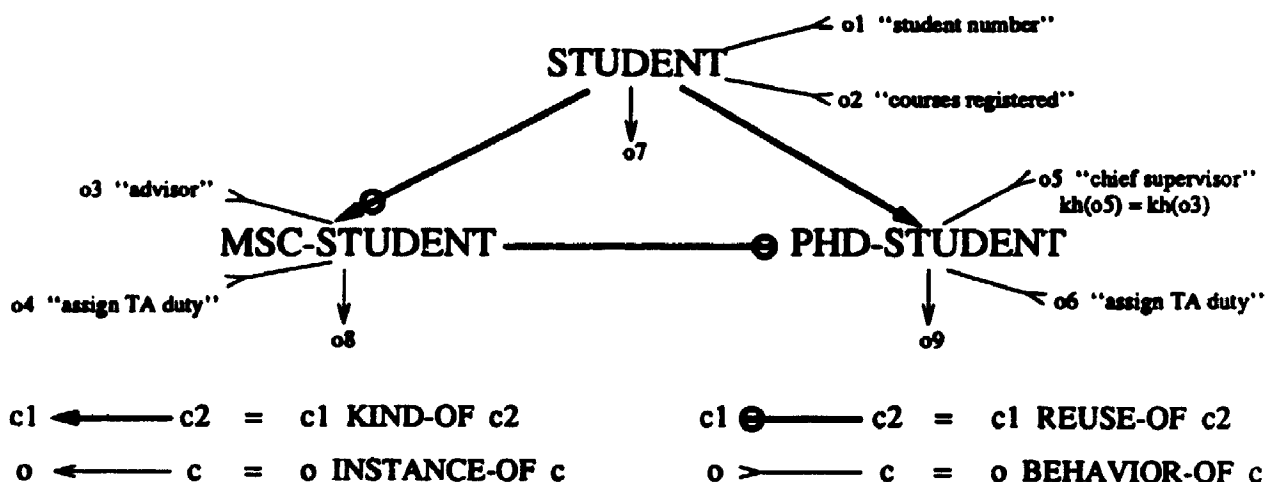 o1 “student number”
STUDENT
o2 “courses registered”
o7
o3 “advisor”
o5 “chief supervisor”
kh(o5) = kh(o3)
MSC-STUDENT
PHD-STUDENT
o4 “assign TA duty”
o6 “assign TA duty”
o8
o9
c1 c2 = c1 KIND-OF c2
c1 c2 = c1 REUSE-OF c2
o c = o INSTANCE-OF c
o c = o BEHAVIOR-OF c